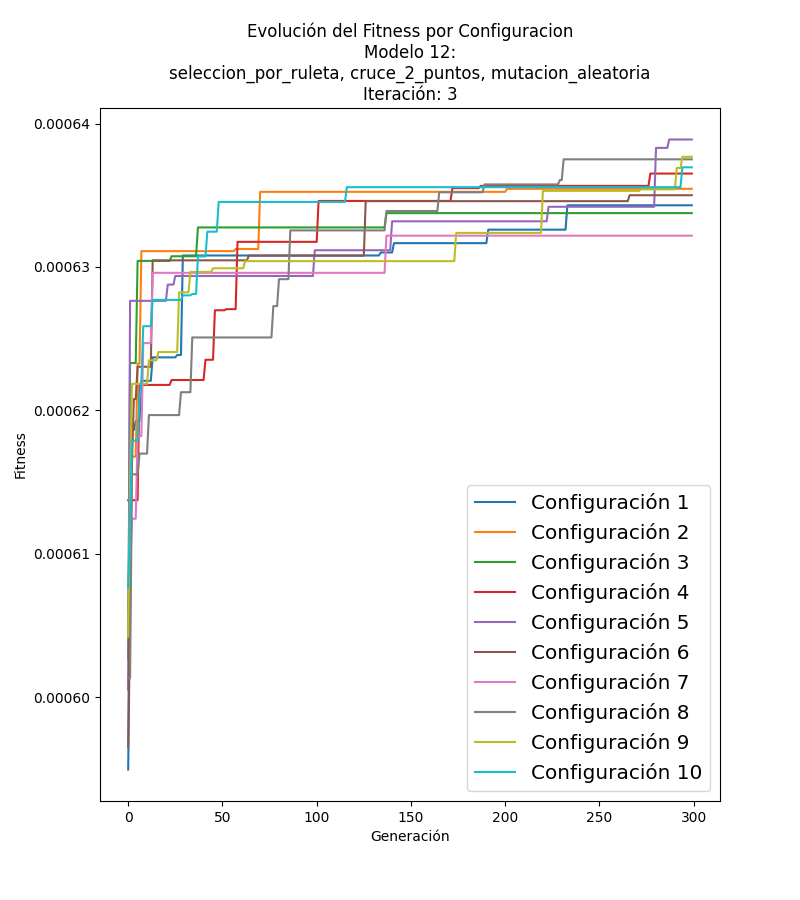 Evolución del Fitness por Configuracion
Modelo 12:
seleccion_por_ruleta, cruce_2_puntos, mutacion_aleatoria
Iteración: 3
0.00064
0.00063
0.00062
0.00061
0.00060
Fitness
Configuración 1
Configuración 2
Configuración 3
Configuración 4
Configuración 5
Configuración 6
Configuración 7
Configuración 8
Configuración 9
Configuración 10
0 50 100 150 200 250 300
Generación